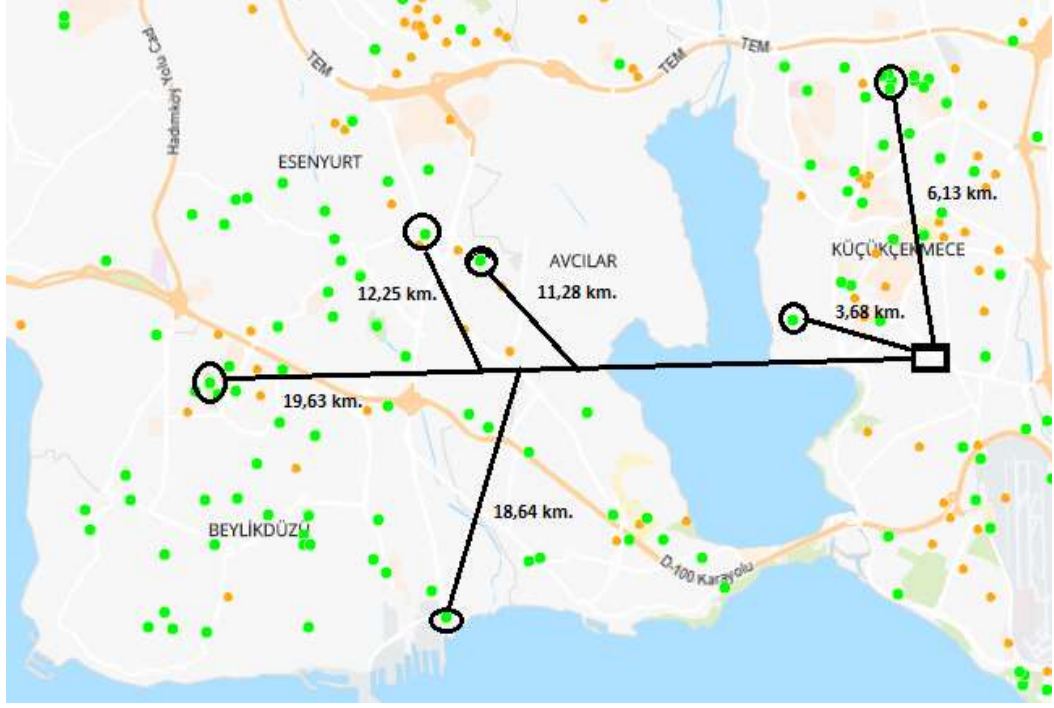 TEM
TEM
TEM
Hadımköy Yolu Cad
ESENYURT
6,13 km.
AVCILAR
KÜÇÜKÇEKMECE
12,25 km.
11,28 km.
3,68 km.
19,63 km.
18,64 km.
BEYLİKDÜZÜ
D-100 Karayolu